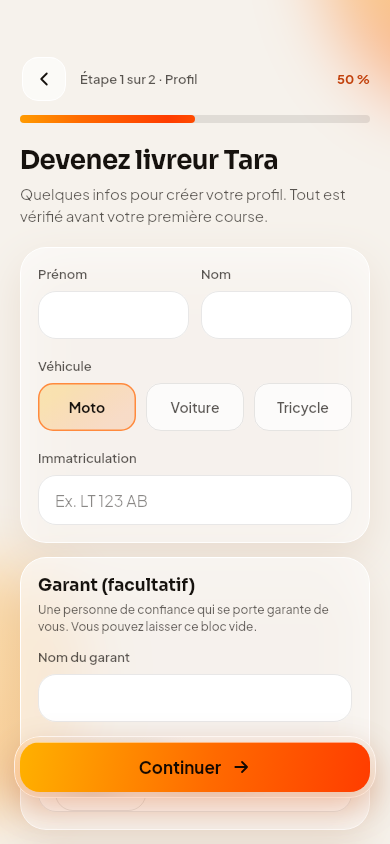 Étape 1 sur 2 · Profil
50 %
Devenez livreur Tara
Quelques infos pour créer votre profil. Tout est
vérifié avant votre première course.
Prénom
Nom
Véhicule
Moto
Voiture
Tricycle
Immatriculation
Ex. LT 123 AB
Garant (facultatif)
Une personne de confiance qui se porte garante de
vous. Vous pouvez laisser ce bloc vide.
Nom du garant
Continuer →